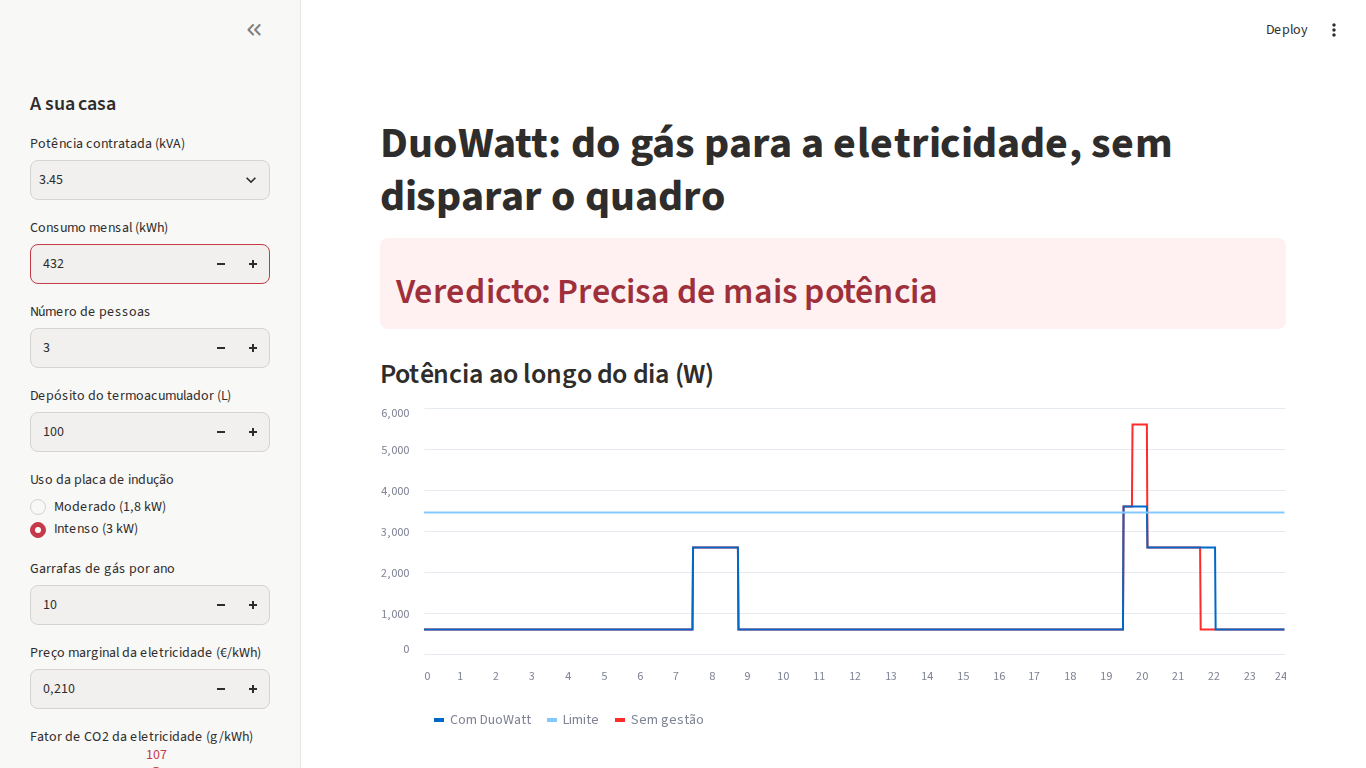 Deploy
A sua casa
Potência contratada (kVA)
3.45
Consumo mensal (kWh)
432
Número de pessoas
3
Depósito do termoacumulador (L)
100
Uso da placa de indução
Moderado (1,8 kW)
Intenso (3 kW)
Garrafas de gás por ano
10
Preço marginal da eletricidade (€/kWh)
0,210
Fator de CO2 da eletricidade (g/kWh)
107
DuoWatt: do gás para a eletricidade, sem
disparar o quadro
Veredicto: Precisa de mais potência
Potência ao longo do dia (W)
6,000
5,000
4,000
3,000
2,000
1,000
0
0 1 2 3 4 5 6 7 8 9 10 11 12 13 14 15 16 17 18 19 20 21 22 23 24
Com DuoWatt Limite Sem gestão